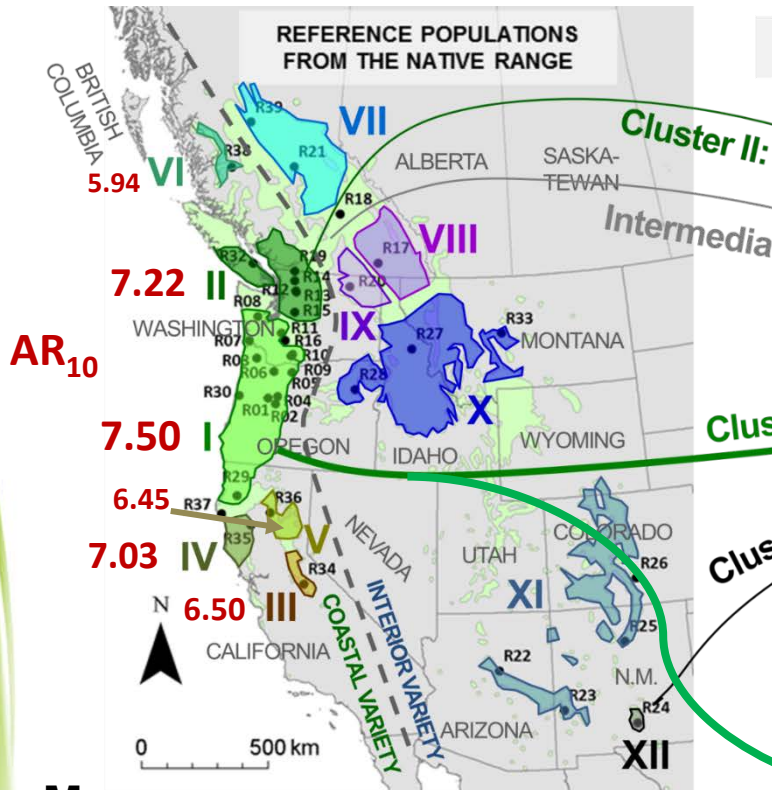 REFERENCE POPULATIONS
FROM THE NATIVE RANGE
BRITISH
COLUMBIA
R39
VII
Cluster II:
R38
R21
VI
ALBERTA
SASKA-
TEWAN
5.94
R18
Intermedia
VIII
R32
R19
R17
R14
7.22
II
R12
R13
R20
R08
R15
IX
WASHINGTON
R11
R33
R07
R16
R27
MONTANA
AR10
R03
R10
R06
R09
R05
R28
R30
R04
R01
R02
X
7.50
I
OREGON
IDAHO
WYOMING
Clus
R29
6.45
R37
R36
COLORADO
7.03
IV
R35
V
NEVADA
UTAH
R26
Clus
R34
XI
N
6.50
III
R25
CALIFORNIA
COASTAL VARIETY
INTERIOR VARIETY
R22
N.M.
R23
R24
ARIZONA
XII
0
500 km